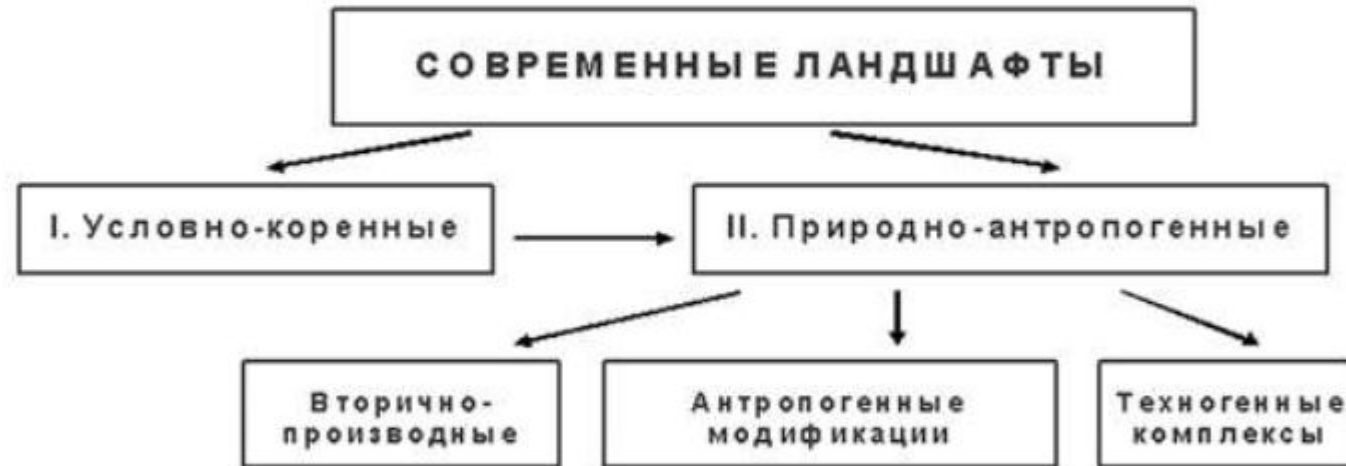 СОВРЕМЕННЫЕ ЛАНДШАФТЫ
I. Условно-коренные
II. Природно-антропогенные
Вторично-
производные
Антропогенные
модификации
Техногенные
комплексы